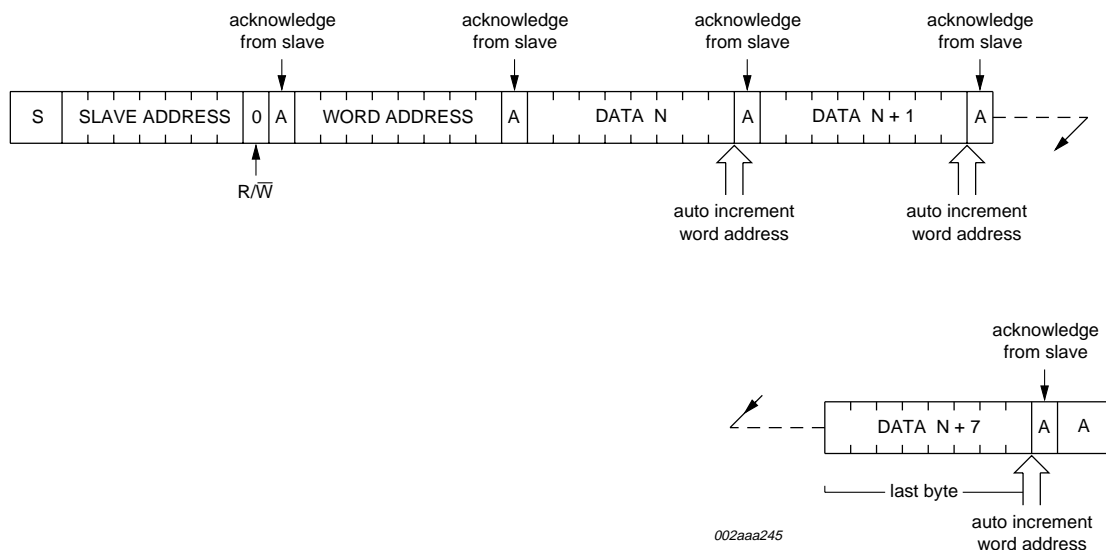 acknowledge
from slave
acknowledge
from slave
acknowledge
from slave
acknowledge
from slave
S SLAVE ADDRESS 0 A WORD ADDRESS A DATA N A DATA N + 1 A
R/W̅
auto increment
word address
auto increment
word address
acknowledge
from slave
DATA N + 7 A A
last byte
auto increment
word address
002aaa245